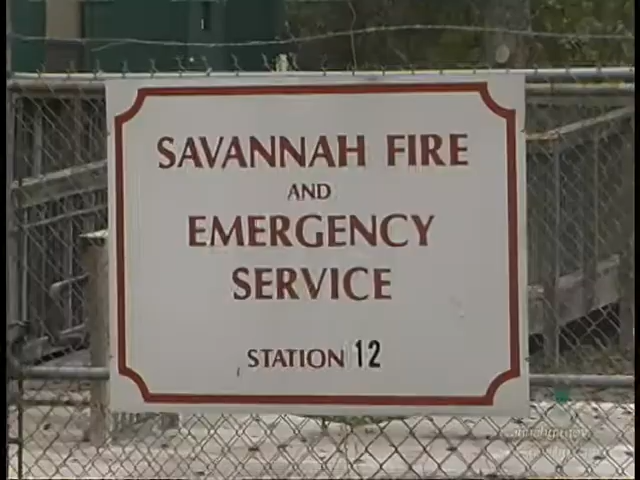 SAVANNAH FIRE
AND
EMERGENCY
SERVICE
STATION 12